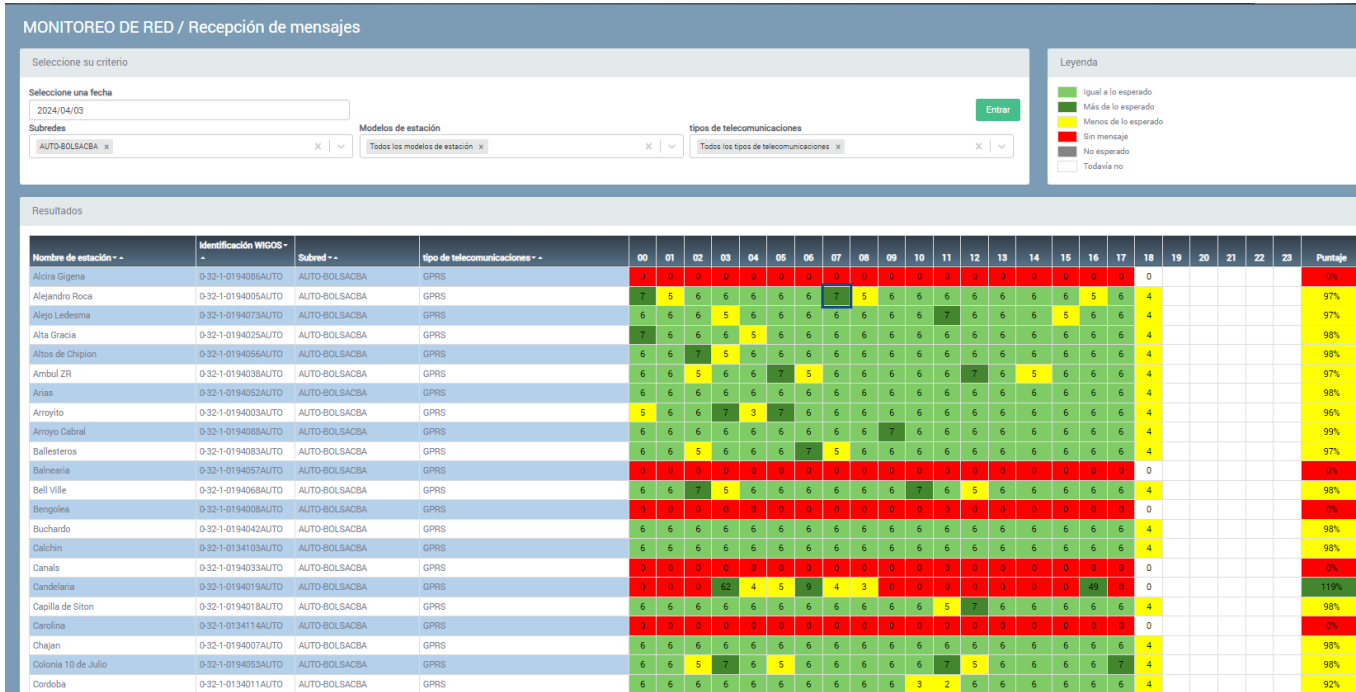 MONITOREO DE RED / Recepción de mensajes
Seleccione su criterio
Leyenda
Seleccione una fecha
2024/04/03
Entrar
Igual a lo esperado
Más de lo esperado
Menos de lo esperado
Sin mensaje
No esperado
Todavía no
Subredes Modelos de estación tipos de telecomunicaciones
AUTO-BOLSACBA x Todos los modelos de estación x Todos los tipos de telecomunicaciones x
Resultados
Nombre de estación Identificación WIGOS Subred tipo de telecomunicaciones 00 01 02 03 04 05 06 07 08 09 10 11 12 13 14 15 16 17 18 19 20 21 22 23 Puntaje
Alcira Gigena 0-32-1-0194086AUTO AUTO-BOLSACBA GPRS 0 0 0 0 0 0 0 0 0 0 0 0 0 0 0 0 0 0 0 0%
Alejandro Roca 0-32-1-0194005AUTO AUTO-BOLSACBA GPRS 7 5 6 6 6 6 6 7 5 6 6 6 6 6 6 6 5 6 4 97%
Alejo Ledesma 0-32-1-0194073AUTO AUTO-BOLSACBA GPRS 6 6 6 5 6 6 6 6 6 6 6 7 6 6 6 5 6 6 4 97%
Alta Gracia 0-32-1-0194025AUTO AUTO-BOLSACBA GPRS 7 6 6 6 5 6 6 6 6 6 6 6 6 6 6 6 6 6 4 98%
Altos de Chipion 0-32-1-0194056AUTO AUTO-BOLSACBA GPRS 6 6 7 5 6 6 6 6 6 6 6 6 6 6 6 6 6 6 4 98%
Ambul ZR 0-32-1-0194038AUTO AUTO-BOLSACBA GPRS 6 6 5 6 6 7 5 6 6 6 6 6 7 6 5 6 6 6 4 97%
Arias 0-32-1-0194052AUTO AUTO-BOLSACBA GPRS 6 6 6 6 6 6 6 6 6 6 6 6 6 6 6 6 6 6 4 98%
Arroyito 0-32-1-0194003AUTO AUTO-BOLSACBA GPRS 5 6 6 7 3 7 6 6 6 6 6 6 6 6 6 6 6 6 4 96%
Arroyo Cabral 0-32-1-0194088AUTO AUTO-BOLSACBA GPRS 6 6 6 6 6 6 6 6 6 7 6 6 6 6 6 6 6 6 4 99%
Ballesteros 0-32-1-0194083AUTO AUTO-BOLSACBA GPRS 6 6 5 6 6 6 7 5 6 6 6 6 6 6 6 6 6 6 4 97%
Balnearia 0-32-1-0194057AUTO AUTO-BOLSACBA GPRS 0 0 0 0 0 0 0 0 0 0 0 0 0 0 0 0 0 0 0 0%
Bell Ville 0-32-1-0194068AUTO AUTO-BOLSACBA GPRS 6 6 7 5 6 6 6 6 6 6 7 6 5 6 6 6 6 6 4 98%
Bengolea 0-32-1-0194008AUTO AUTO-BOLSACBA GPRS 0 0 0 0 0 0 0 0 0 0 0 0 0 0 0 0 0 0 0 0%
Buchardo 0-32-1-0194042AUTO AUTO-BOLSACBA GPRS 6 6 6 6 6 6 6 6 6 6 6 6 6 6 6 6 6 6 4 98%
Calchin 0-32-1-0134103AUTO AUTO-BOLSACBA GPRS 6 6 6 6 6 6 6 6 6 6 6 6 6 6 6 6 6 6 4 98%
Canals 0-32-1-0194033AUTO AUTO-BOLSACBA GPRS 0 0 0 0 0 0 0 0 0 0 0 0 0 0 0 0 0 0 0 0%
Candelaria 0-32-1-0194019AUTO AUTO-BOLSACBA GPRS 0 0 0 62 4 5 9 4 3 0 0 0 0 0 0 0 49 0 0 119%
Capilla de Siton 0-32-1-0194018AUTO AUTO-BOLSACBA GPRS 6 6 6 6 6 6 6 6 6 6 6 5 7 6 6 6 6 6 4 98%
Carolina 0-32-1-0134114AUTO AUTO-BOLSACBA GPRS 0 0 0 0 0 0 0 0 0 0 0 0 0 0 0 0 0 0 0 0%
Chajan 0-32-1-0194007AUTO AUTO-BOLSACBA GPRS 6 6 6 6 6 6 6 6 6 6 6 6 6 6 6 6 6 6 4 98%
Colonia 10 de Julio 0-32-1-0194053AUTO AUTO-BOLSACBA GPRS 6 6 5 7 6 5 6 6 6 6 6 7 5 6 6 6 6 7 4 98%
Cordoba 0-32-1-0134011AUTO AUTO-BOLSACBA GPRS 6 6 6 6 6 6 6 6 6 6 3 2 6 6 6 6 6 6 4 92%